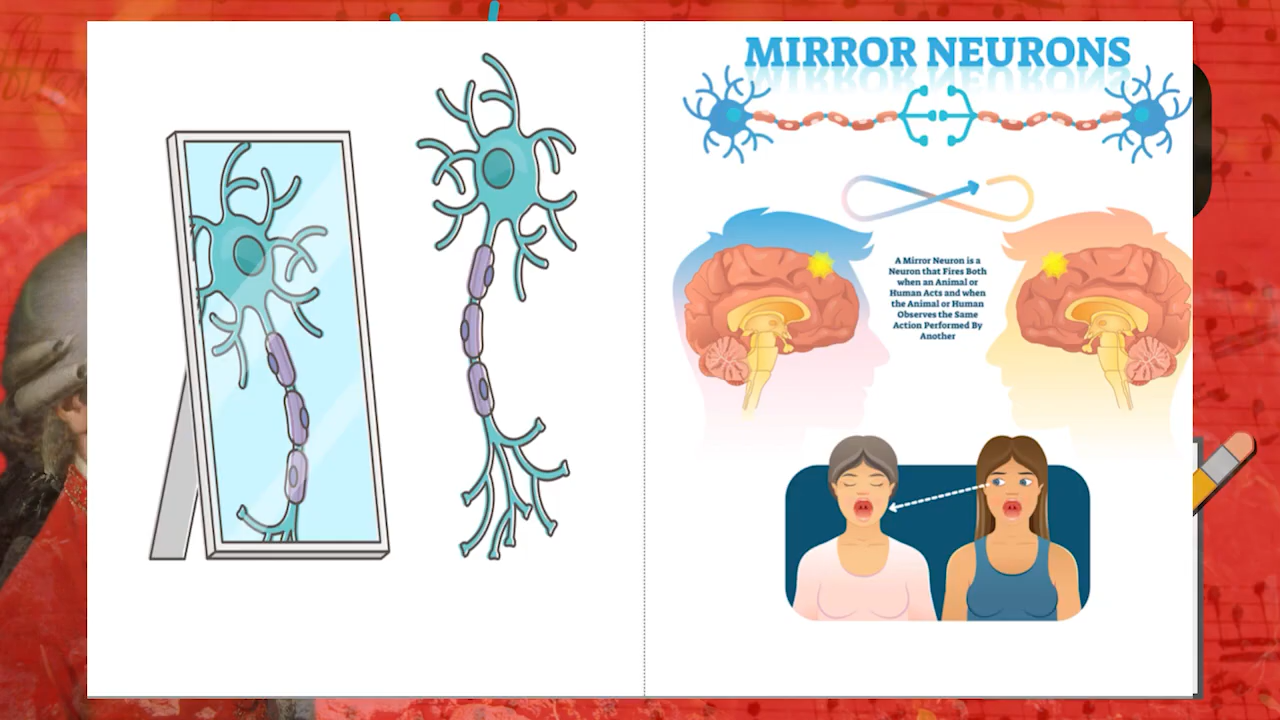 MIRROR NEURONS
A Mirror Neuron is a
Neuron that Fires Both
when an Animal or
Human Acts and when
the Animal or Human
Observes the Same
Action Performed By
Another